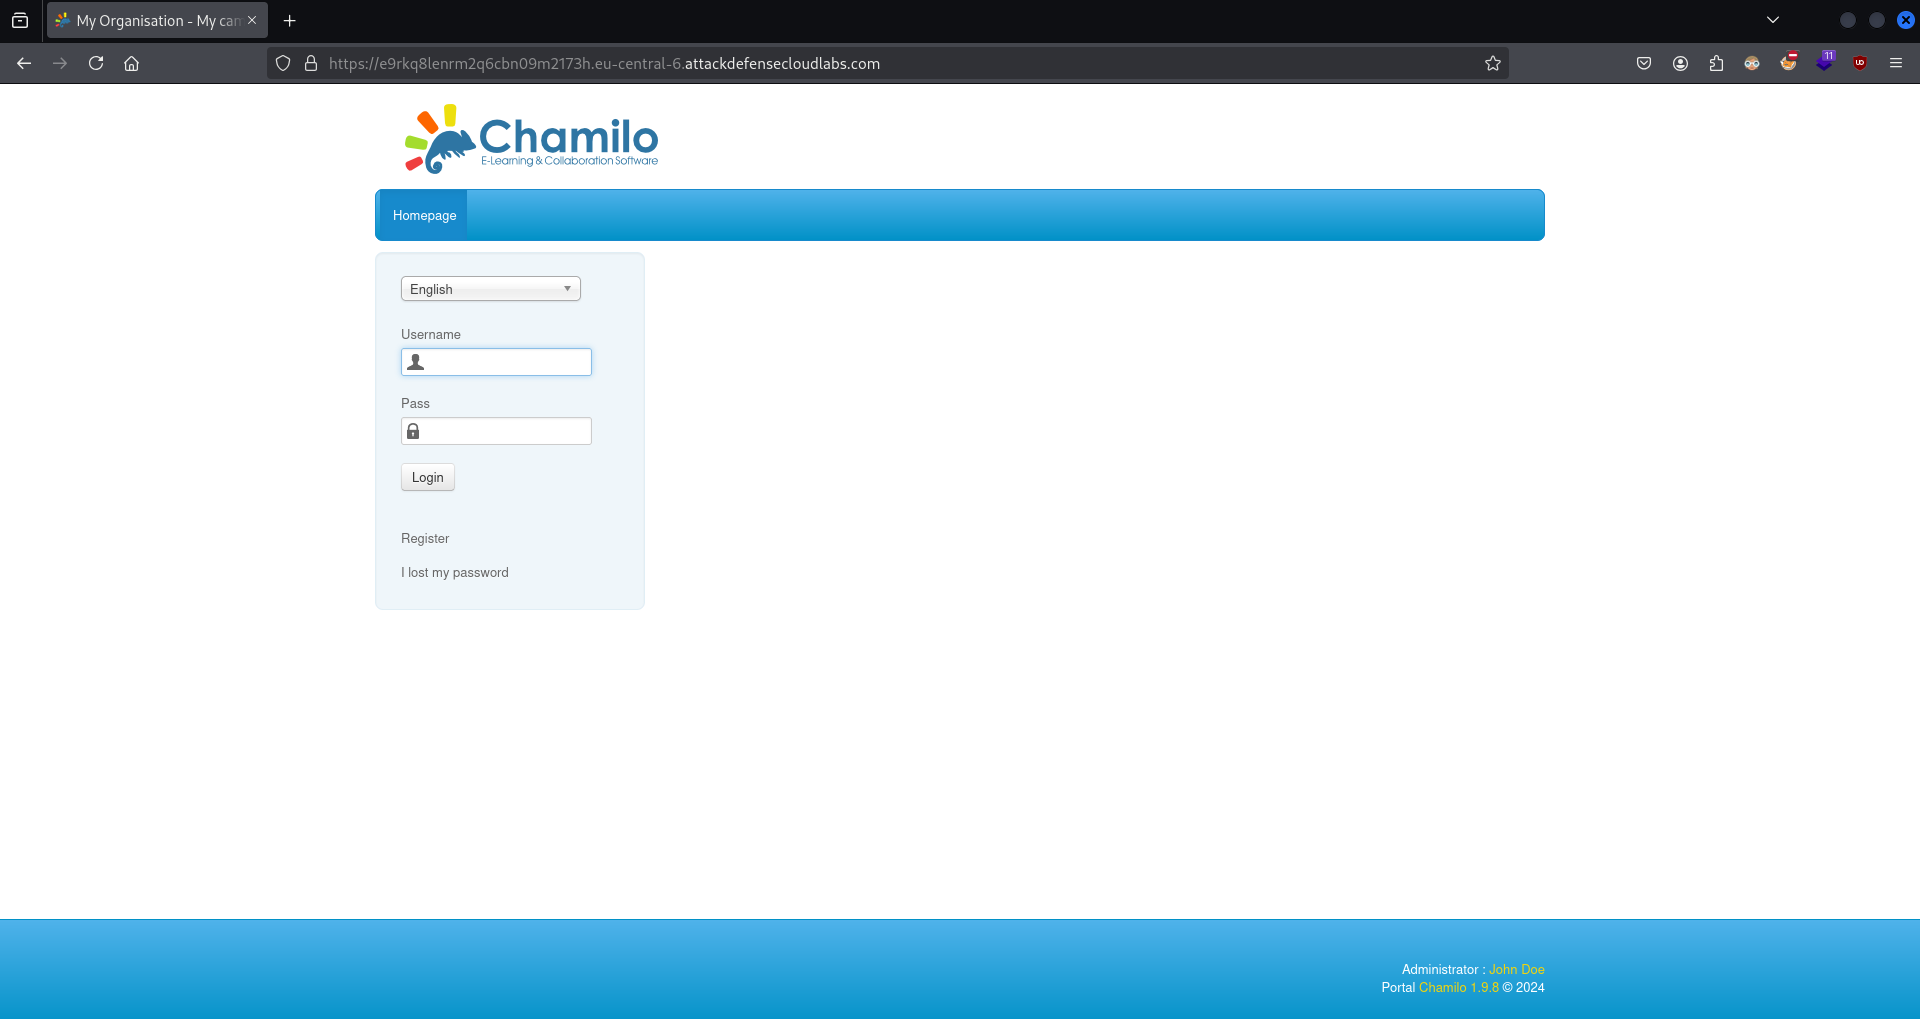 My Organisation - My can
https://e9rkq8lenrm2q6cbn09m2173h.eu-central-6.attackdefensecloudlabs.com
11
UD
Chamilo
E-Learning & Collaboration Software
Homepage
English
Username
Pass
Login
Register
I lost my password
Administrator : John Doe
Portal Chamilo 1.9.8 © 2024